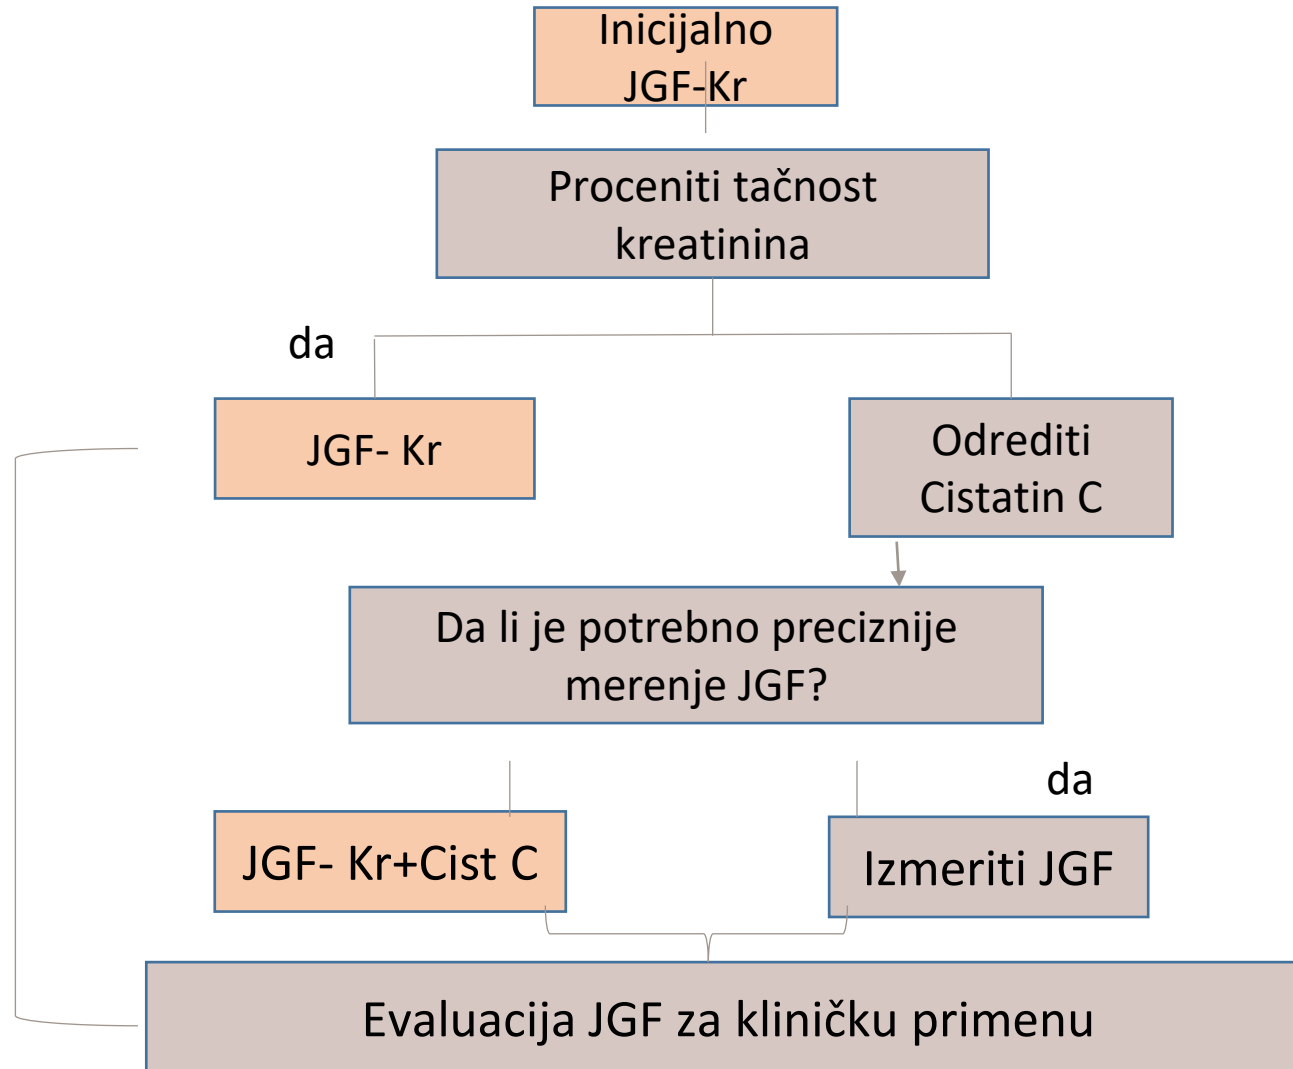 Inicijalno
JGF-Kr
Proceniti tačnost
kreatinina
da
JGF- Kr
Odrediti
Cistatin C
Da li je potrebno preciznije
merenje JGF?
da
JGF- Kr+Cist C
Izmeriti JGF
Evaluacija JGF za kliničku primenu